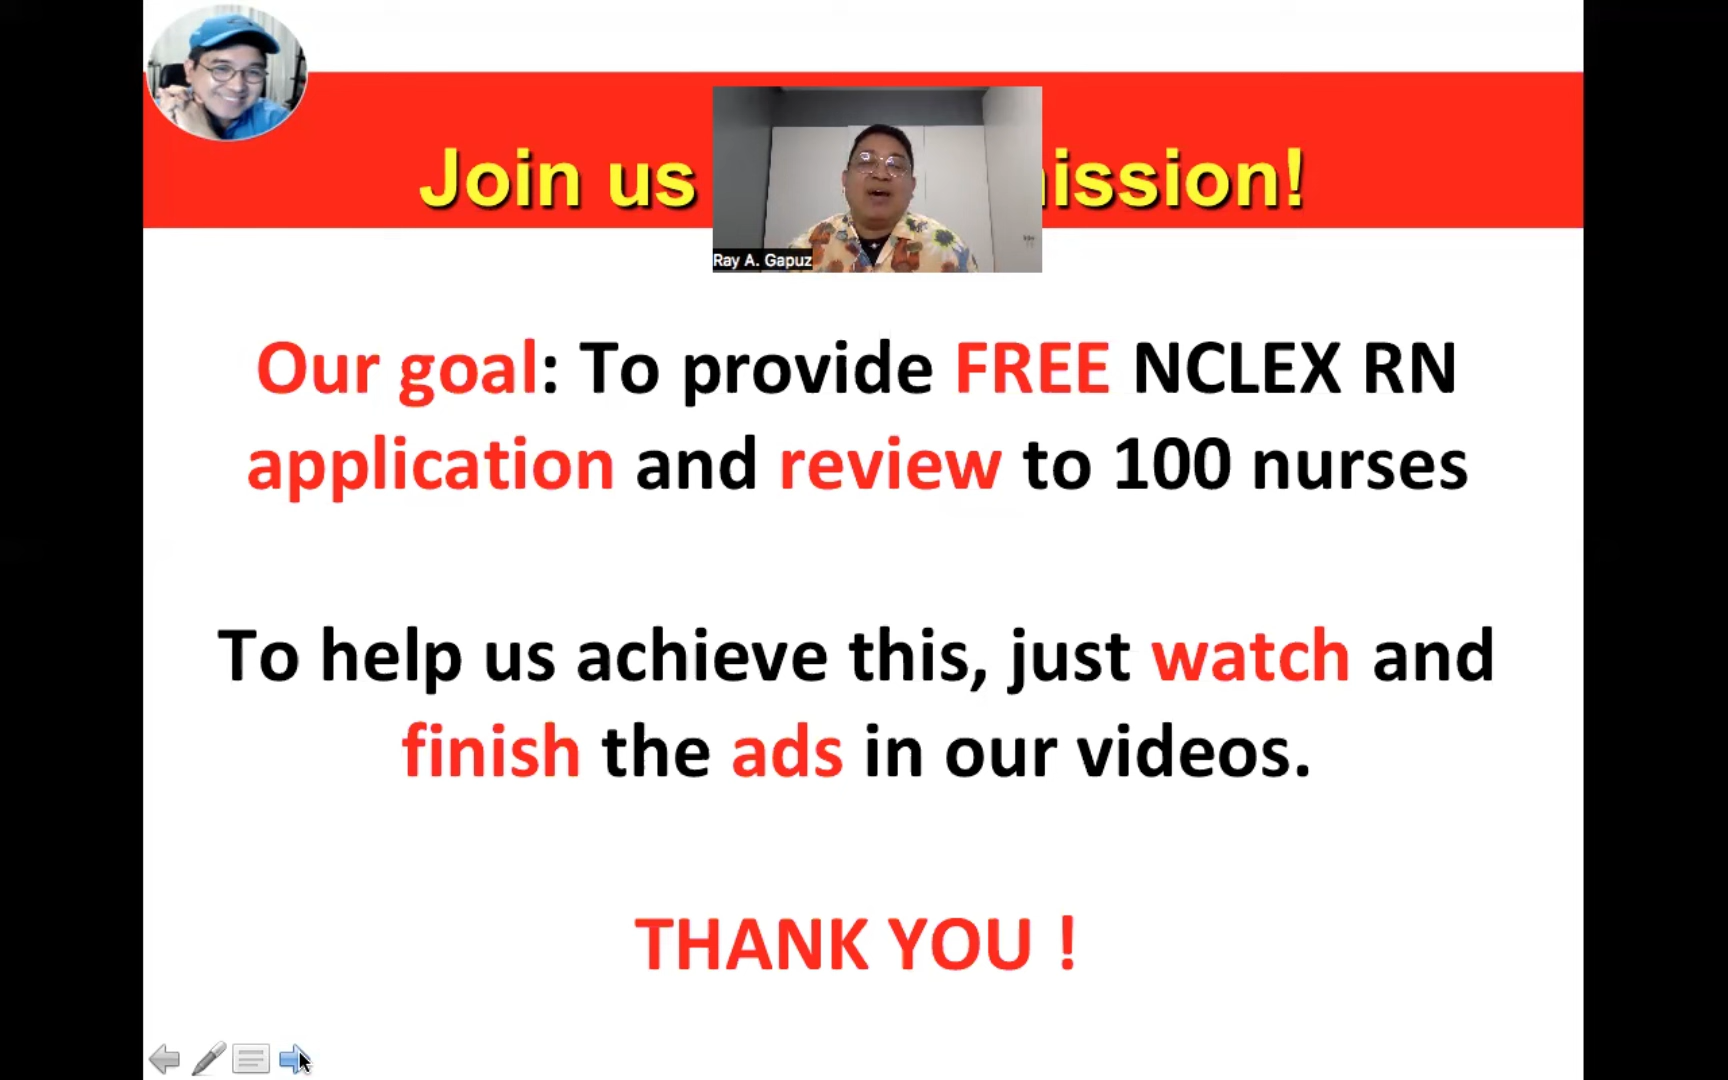 Join us ission!
Ray A. Gapuz
Our goal: To provide FREE NCLEX RN
application and review to 100 nurses
To help us achieve this, just watch and
finish the ads in our videos.
THANK YOU !